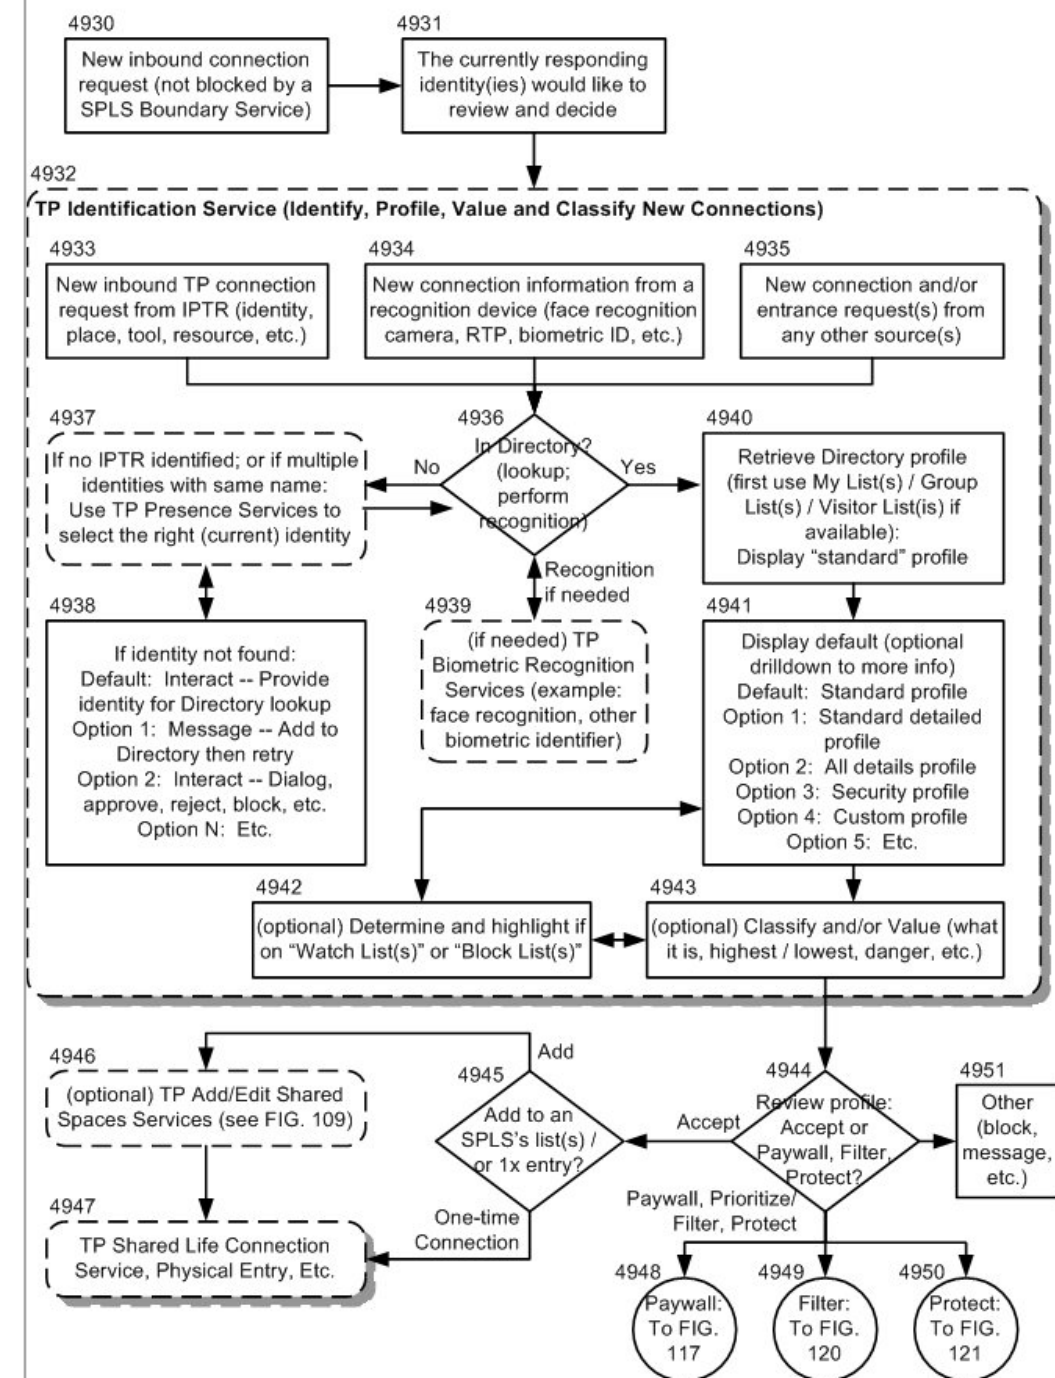 4930
New inbound connection
request (not blocked by a
SPLS Boundary Service)
4931
The currently responding
identity(ies) would like to
review and decide
4932
TP Identification Service (Identify, Profile, Value and Classify New Connections)
4933
New inbound TP connection
request from IPTR (identity,
place, tool, resource, etc.)
4934
New connection information from a
recognition device (face recognition
camera, RTP, biometric ID, etc.)
4935
New connection and/or
entrance request(s) from
any other source(s)
4936
In Directory?
(lookup;
perform
recognition)
No
Yes
4937
If no IPTR identified; or if multiple
identities with same name:
Use TP Presence Services to
select the right (current) identity
4940
Retrieve Directory profile
(first use My List(s) / Group
List(s) / Visitor List(is) if
available):
Display “standard” profile
Recognition
if needed
4938
If identity not found:
Default:  Interact -- Provide
identity for Directory lookup
Option 1:  Message -- Add to
Directory then retry
Option 2:  Interact -- Dialog,
approve, reject, block, etc.
Option N:  Etc.
4939
(if needed) TP
Biometric Recognition
Services (example:
face recognition, other
biometric identifier)
4941
Display default (optional
drilldown to more info)
Default:  Standard profile
Option 1:  Standard detailed
profile
Option 2:  All details profile
Option 3:  Security profile
Option 4:  Custom profile
Option 5:  Etc.
4942
(optional) Determine and highlight if
on “Watch List(s)” or “Block List(s)”
4943
(optional) Classify and/or Value (what
it is, highest / lowest, danger, etc.)
4944
Review profile:
Accept or
Paywall, Filter,
Protect?
Accept
4951
Other
(block,
message,
etc.)
4945
Add to an
SPLS’s list(s) /
or 1x entry?
Add
One-time
Connection
4946
(optional) TP Add/Edit Shared
Spaces Services (see FIG. 109)
4947
TP Shared Life Connection
Service, Physical Entry, Etc.
Paywall, Prioritize/
Filter, Protect
4948
Paywall:
To FIG.
117
4949
Filter:
To FIG.
120
4950
Protect:
To FIG.
121